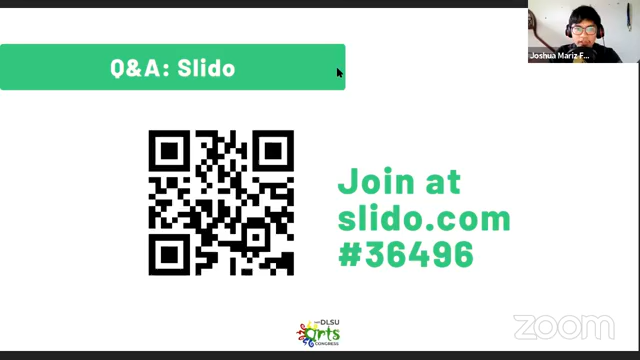 Joshua Mariz F...
Q&A: Slido
Join at
slido.com
#36496
DLSU
arts
CONGRESS
zoom